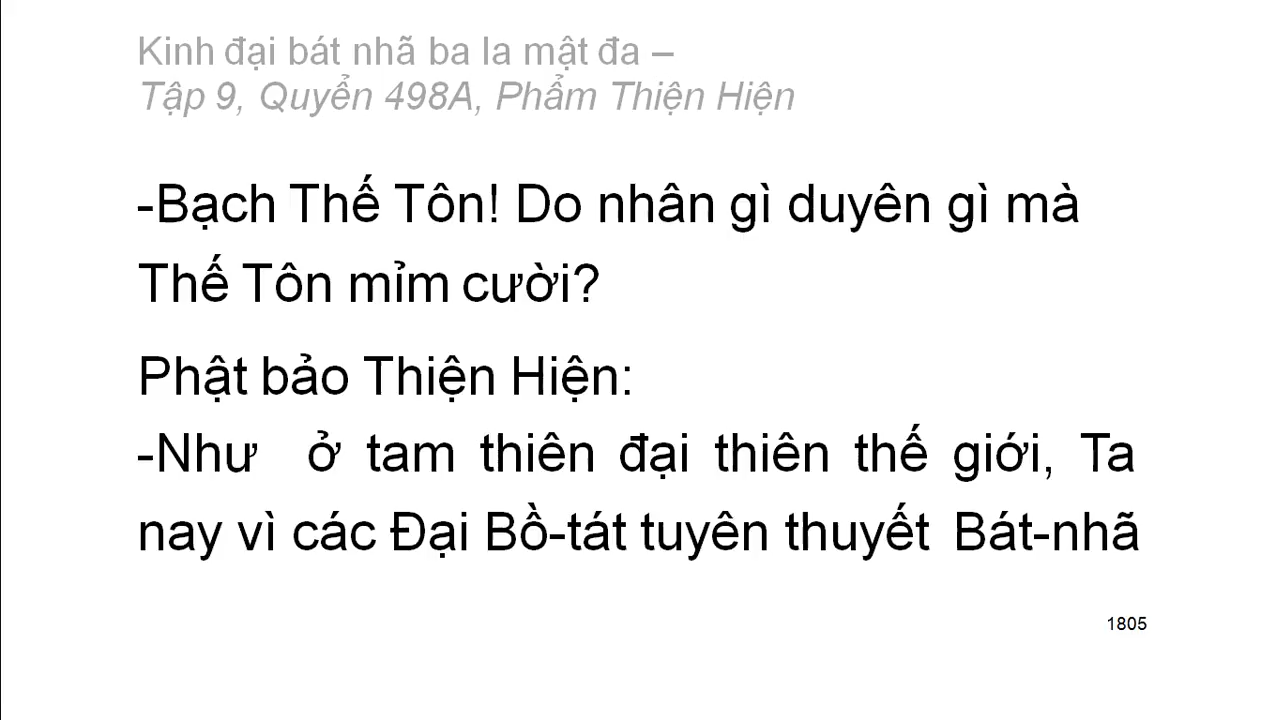 Kinh đại bát nhã ba la mật đa –
Tập 9, Quyển 498A, Phẩm Thiện Hiện
-Bạch Thế Tôn! Do nhân gì duyên gì mà
Thế Tôn mỉm cười?
Phật bảo Thiện Hiện:
-Như ở tam thiên đại thiên thế giới, Ta
nay vì các Đại Bồ-tát tuyên thuyết Bát-nhã
1805